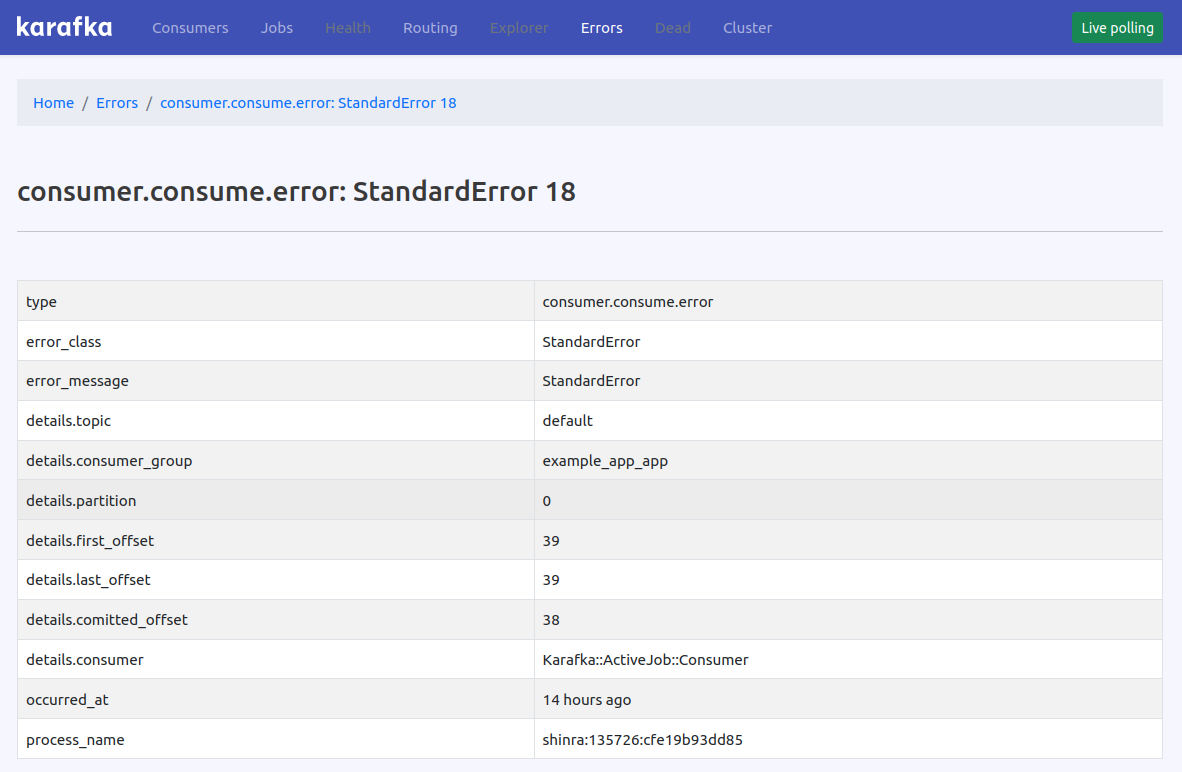 karafka Consumers Jobs Health Routing Explorer Errors Dead Cluster Live polling
Home / Errors / consumer.consume.error: StandardError 18
consumer.consume.error: StandardError 18
type consumer.consume.error
error_class StandardError
error_message StandardError
details.topic default
details.consumer_group example_app_app
details.partition 0
details.first_offset 39
details.last_offset 39
details.comitted_offset 38
details.consumer Karafka::ActiveJob::Consumer
occurred_at 14 hours ago
process_name shinra:135726:cfe19b93dd85